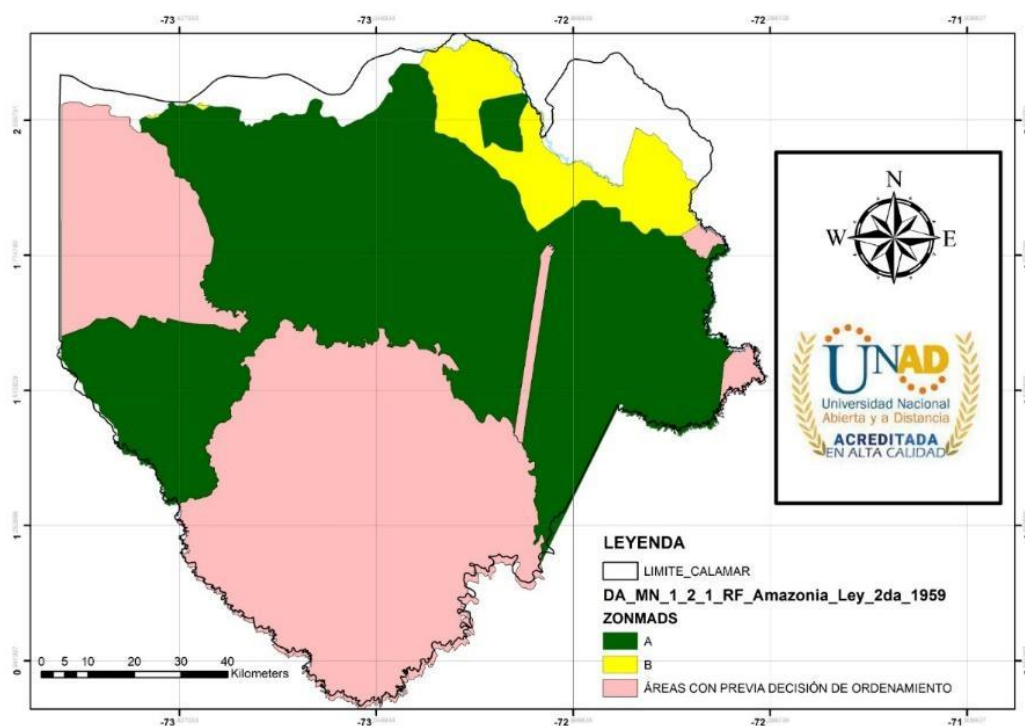 -73
-73
-72
-72
-71
2
1
1
1
0
N
W
E
S
UNAD
Universidad Nacional
Abierta y a Distancia
ACREDITADA
EN ALTA CALIDAD
LEYENDA
LIMITE_CALAMAR
DA_MN_1_2_1_RF_Amazonia_Ley_2da_1959
ZONMADS
A
B
ÁREAS CON PREVIA DECISIÓN DE ORDENAMIENTO
0 5 10 20 30 40
Kilometers
-73
-73
-72
-72
-71